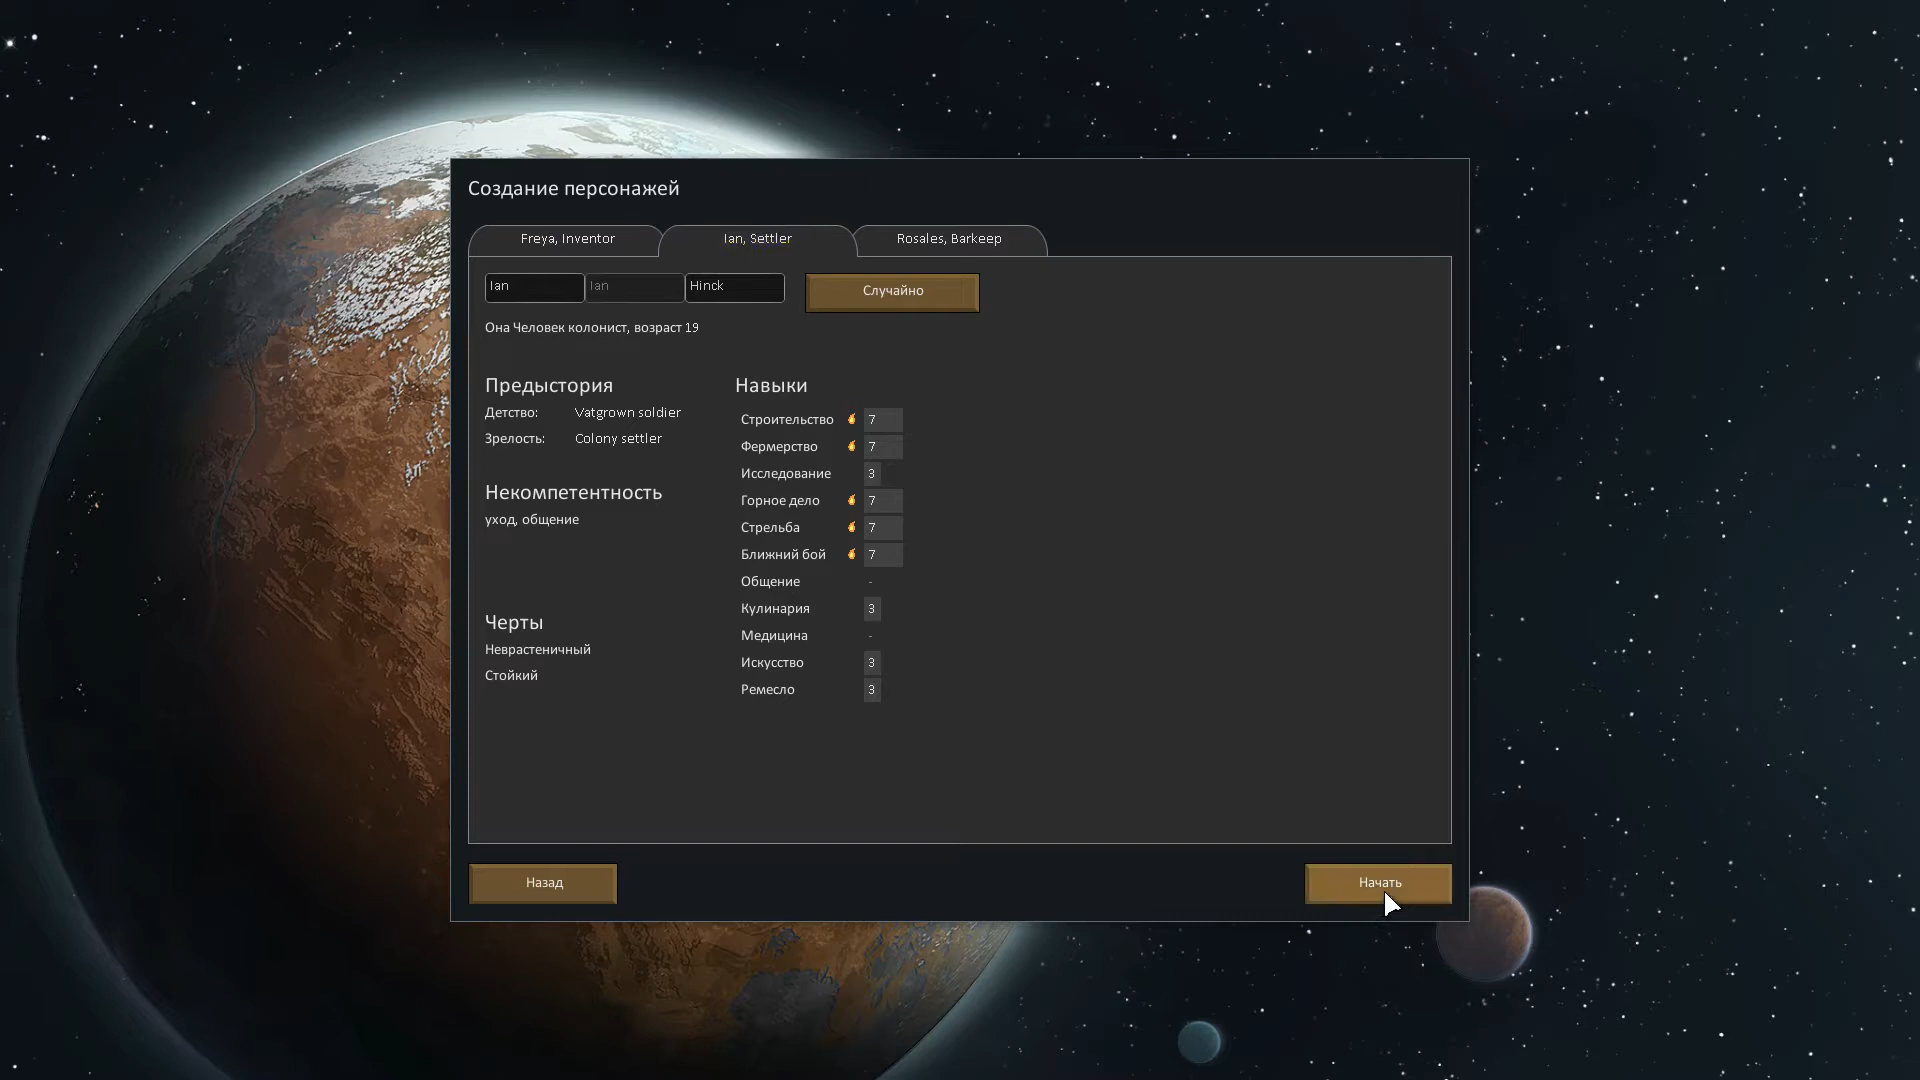 Создание персонажей
Freya, Inventor
Ian, Settler
Rosales, Barkeep
Ian
Ian
Hinck
Случайно
Она Человек колонист, возраст 19
Предыстория
Детство: Vatgrown soldier
Зрелость: Colony settler
Некомпетентность
уход, общение
Черты
Неврастеничный
Стойкий
Навыки
Строительство 7
Фермерство 7
Исследование 3
Горное дело 7
Стрельба 7
Ближний бой 7
Общение -
Кулинария 3
Медицина -
Искусство 3
Ремесло 3
Назад
Начать